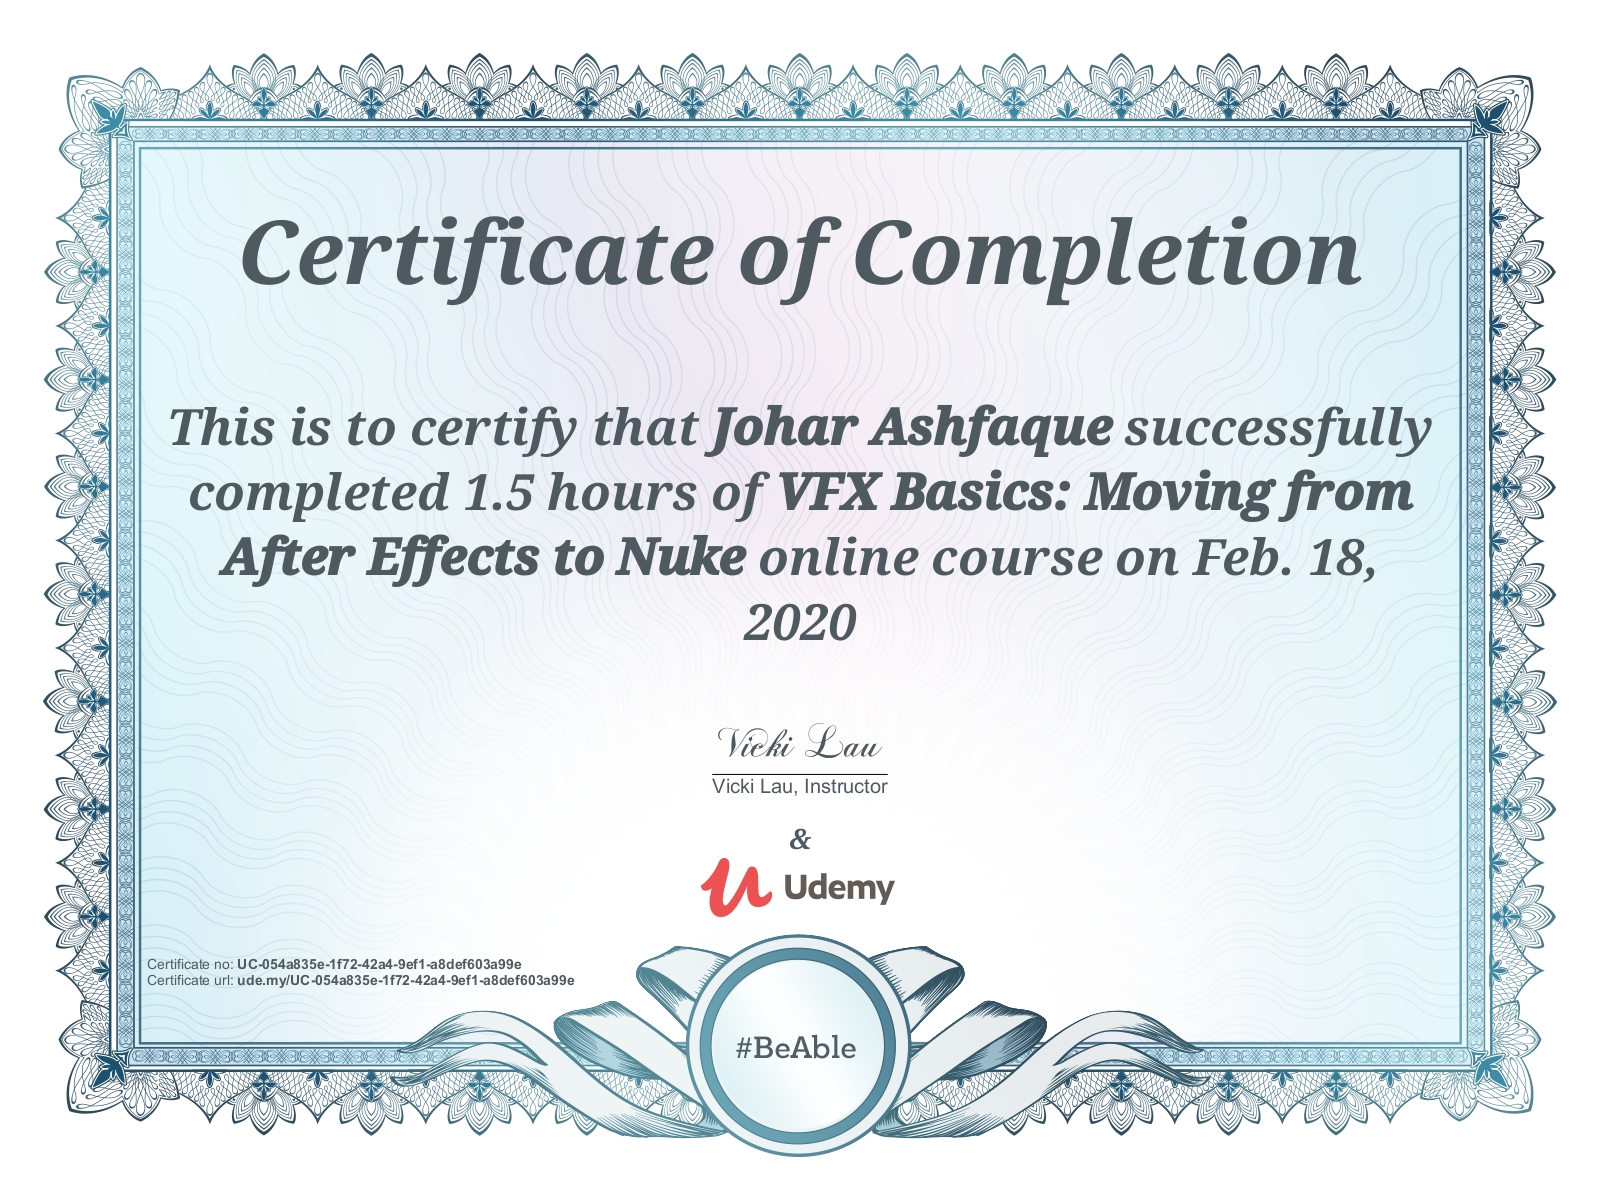 Certificate of Completion
This is to certify that Johar Ashfaque successfully
completed 1.5 hours of VFX Basics: Moving from
After Effects to Nuke online course on Feb. 18,
2020
Vicki Lau
Vicki Lau, Instructor
&
Udemy
Certificate no: UC-054a835e-1f72-42a4-9ef1-a8def603a99e
Certificate url: ude.my/UC-054a835e-1f72-42a4-9ef1-a8def603a99e
#BeAble